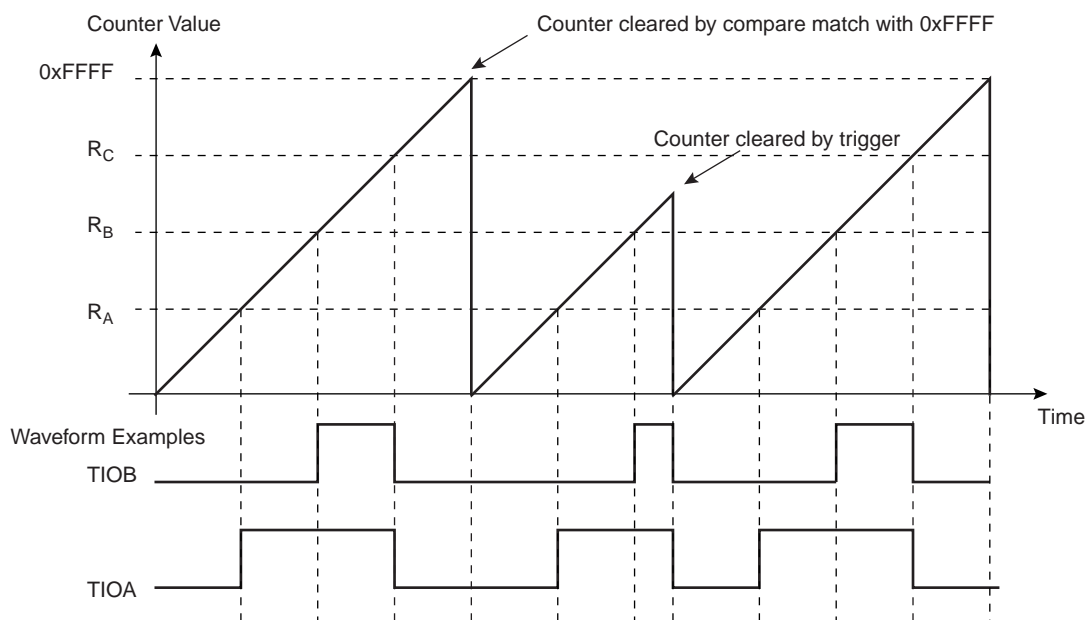 Counter Value
Counter cleared by compare match with 0xFFFF
0xFFFF
Counter cleared by trigger
RC
RB
RA
Time
Waveform Examples
TIOB
TIOA